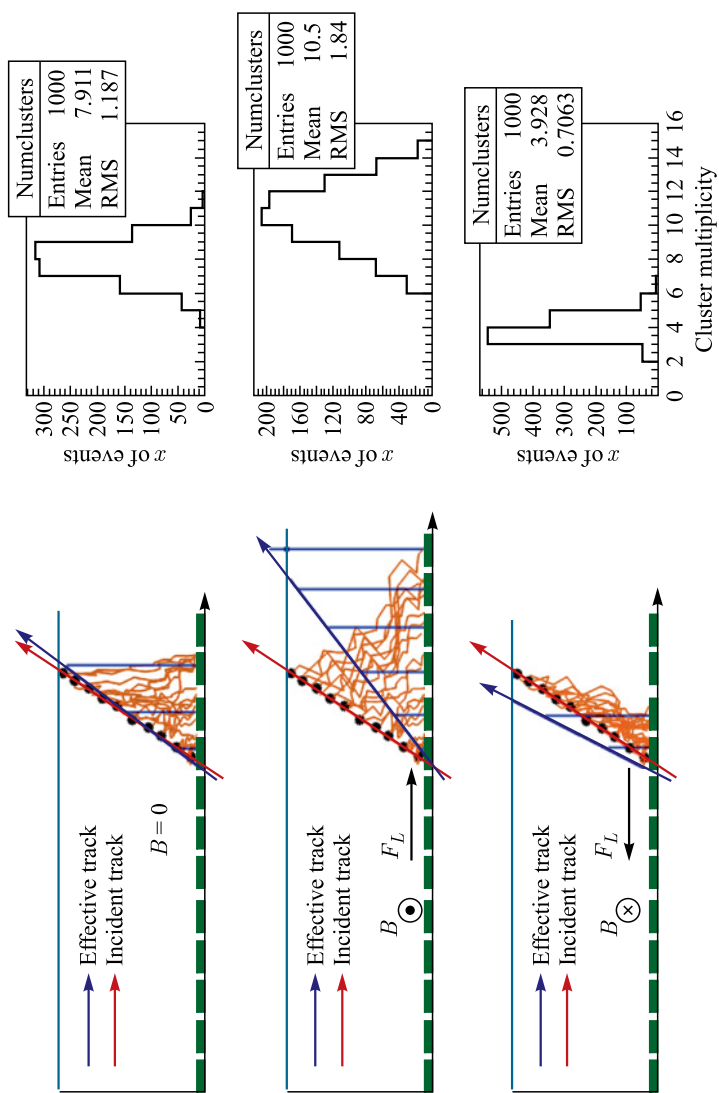 Effective track
Incident track
B = 0
x of events
300
250
200
150
100
50
0
Numclusters
Entries 1000
Mean 7.911
RMS 1.187
Effective track
Incident track
B
F_L
x of events
200
160
120
80
40
0
Numclusters
Entries 1000
Mean 10.5
RMS 1.84
Effective track
Incident track
B
F_L
x of events
500
400
300
200
100
0 2 4 6 8 10 12 14 16
Cluster multiplicity
Numclusters
Entries 1000
Mean 3.928
RMS 0.7063